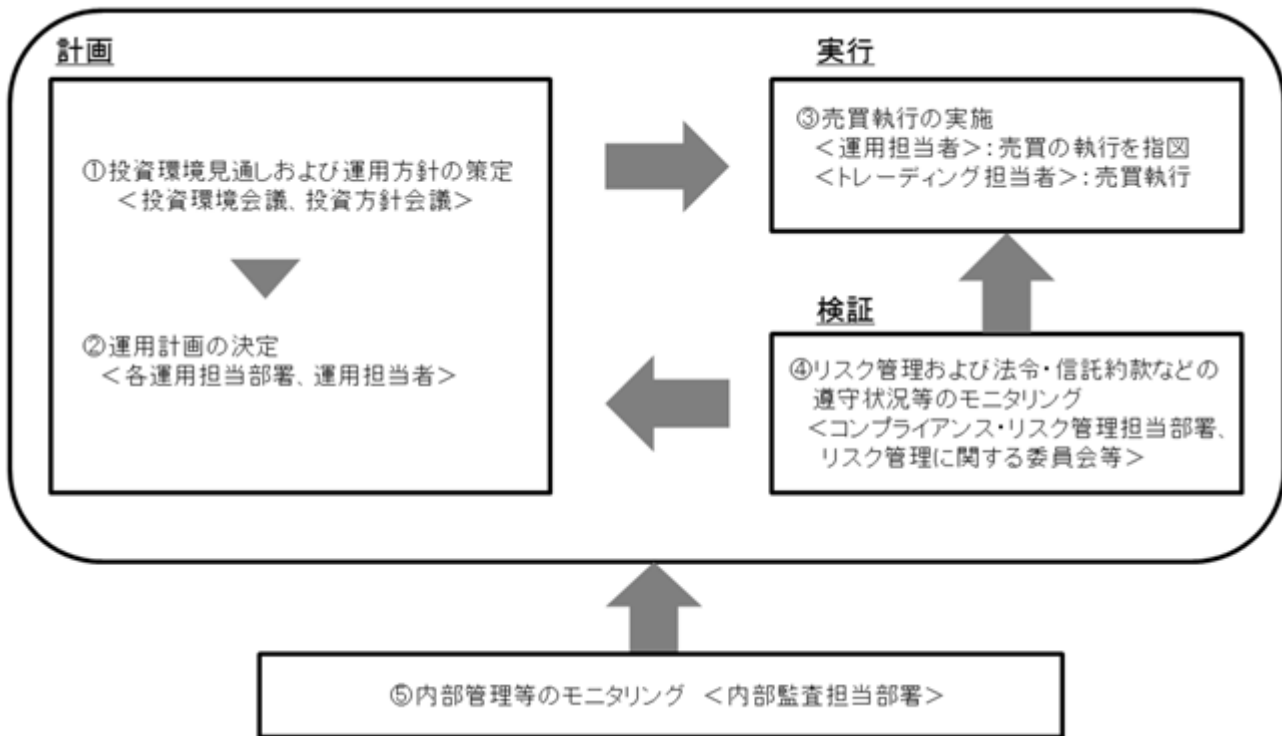 計画
①投資環境見通しおよび運用方針の策定
＜投資環境会議、投資方針会議＞
②運用計画の決定
＜各運用担当部署、運用担当者＞
実行
③売買執行の実施
＜運用担当者＞：売買の執行を指図
＜トレーディング担当者＞：売買執行
検証
④リスク管理および法令・信託約款などの
遵守状況等のモニタリング
＜コンプライアンス・リスク管理担当部署、
リスク管理に関する委員会等＞
⑤内部管理等のモニタリング ＜内部監査担当部署＞